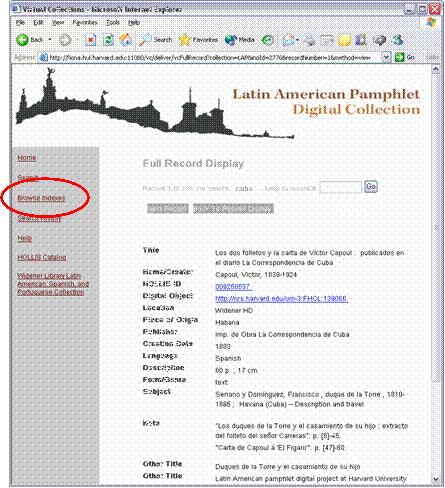 Virtual Collections - Microsoft Internet Explorer
File Edit View Favorites Tools Help
Back Search Favorites Media
Address http://fiona.hul.harvard.edu:11080/vc/deliver/vcFullRecord?collection=LAP&inoId=2776&recordNumber=1&method=view Go Links
Latin American Pamphlet
Digital Collection
Home
Search
Browse Indexes
Search History
Help
HOLLIS Catalog
Widener Library Latin
American, Spanish, and
Portuguese Collection
Full Record Display
Record 1 of for search: cuba Jump to record # Go
Next Record
Title Los dos folletos y la carta de Víctor Capoul : publicados en
el diario La Correspondencia de Cuba
Name/Creator Capoul, Victor, 1839-1924
HOLLIS ID 009260537
Digital Object http://nrs.harvard.edu/urn-3:FHCL:139066
Location Widener HD
Place of Origin Habana
Publisher Imp. de Obra La Correspondencia de Cuba
Creation Date 1883
Language Spanish
Description 60 p. ; 17 cm.
Form/Genre text
Subject Serrano y Domínguez, Francisco , duque de la Torre , 1810-
1885 ; Havana (Cuba) -- Description and travel
Note "Los duques de la Torre y el casamiento de su hijo : extracto
del folleto del señor Carreras": p. [5]-45.
"Carta de Capoul á 'El Figaro'": p. [47]-60.
Other Title Duques de la Torre y el casamiento de su hijo
Other Title Latin American pamphlet digital project at Harvard University